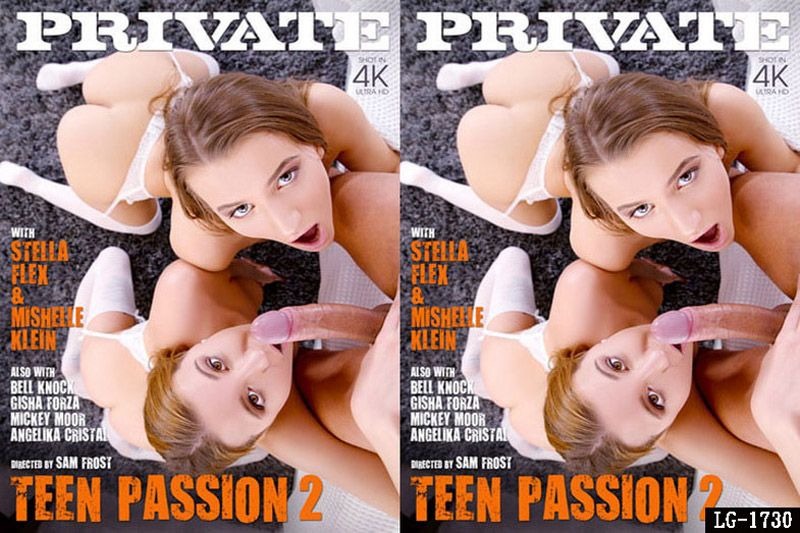 PRIVATE
SHOT IN
4K
ULTRA HD
WITH
STELLA
FLEX
&
MISHELLE
KLEIN
ALSO WITH
BELL KNOCK
GISHA FORZA
MICKEY MOOR
ANGELIKA CRISTAL
DIRECTED BY SAM FROST
TEEN PASSION 2
PRIVATE
SHOT IN
4K
ULTRA HD
WITH
STELLA
FLEX
&
MISHELLE
KLEIN
ALSO WITH
BELL KNOCK
GISHA FORZA
MICKEY MOOR
ANGELIKA CRISTAL
DIRECTED BY SAM FROST
TEEN PASSION 2
LG-1730